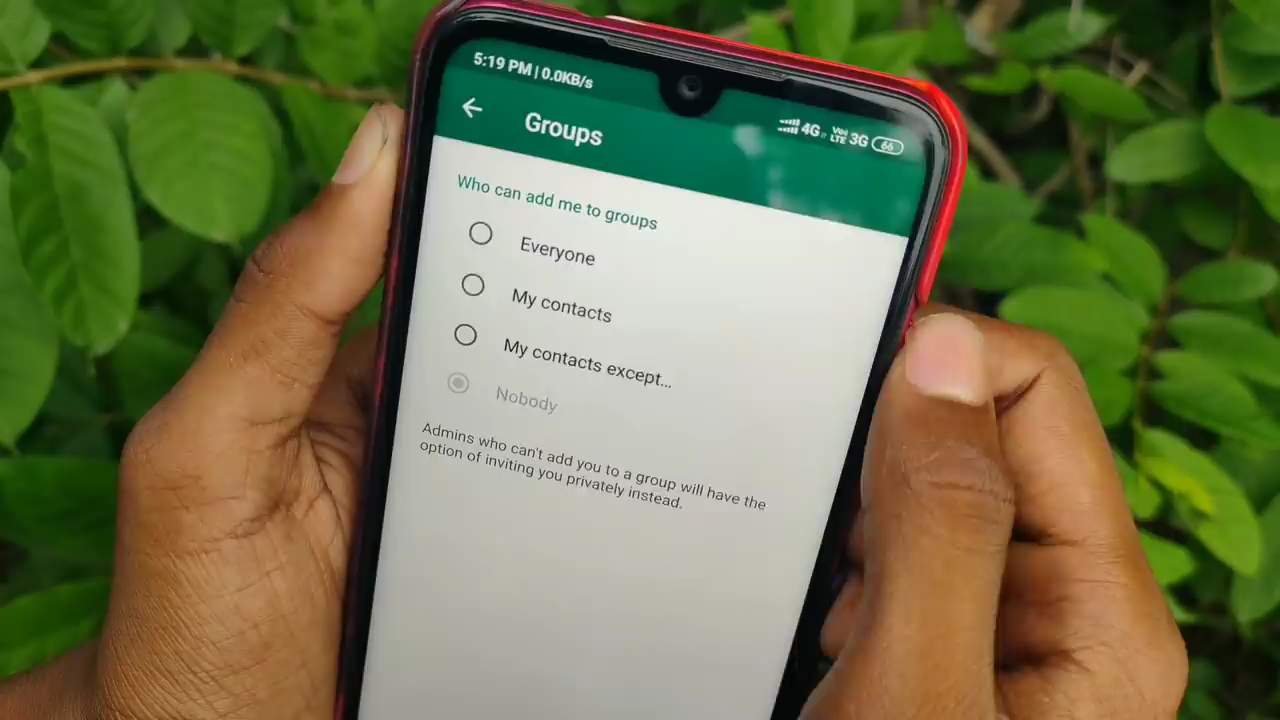 5:19 PM | 0.0KB/s
4G Vo) LTE 3G 66
Groups
Who can add me to groups
Everyone
My contacts
My contacts except...
Nobody
Admins who can't add you to a group will have the
option of inviting you privately instead.